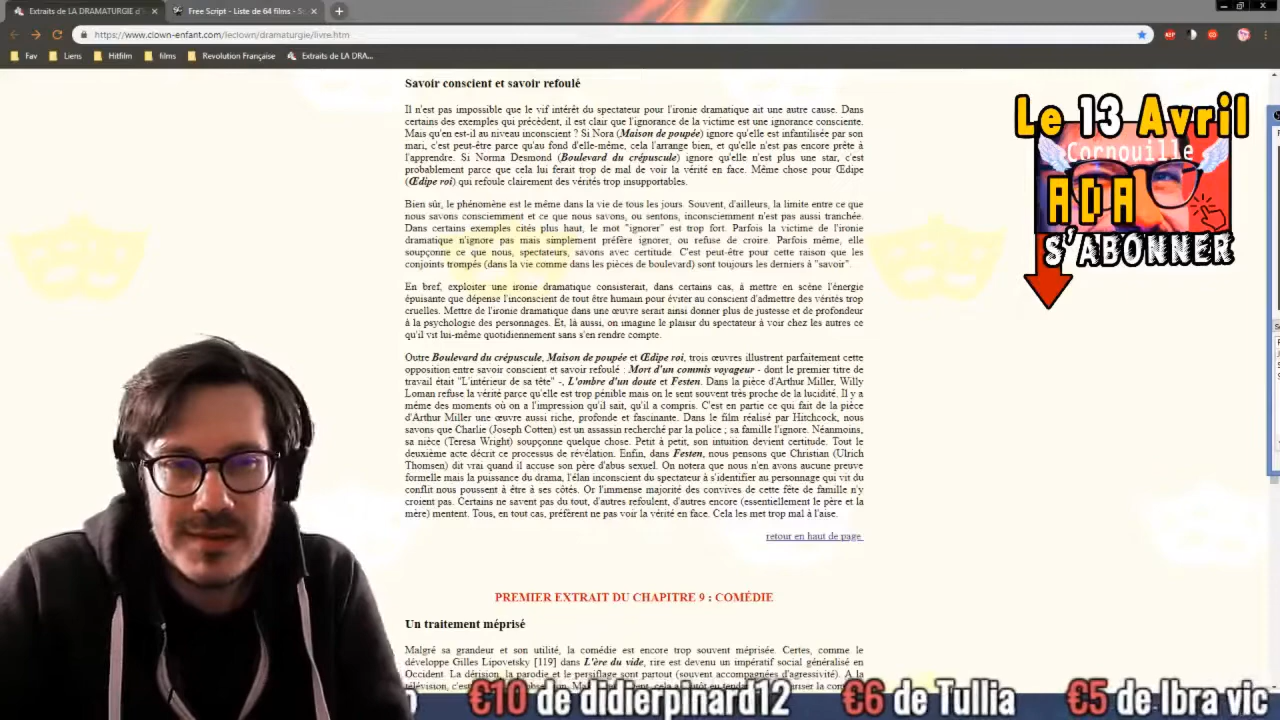 Extraits de LA DRAMATURGIE d'
Free Script - Liste de 64 films - S
https://www.clown-enfant.com/leclown/dramaturgie/livre.htm
Fav
Liens
Hitfilm
films
Revolution Française
Extraits de LA DRA...
Savoir conscient et savoir refoulé
Il n'est pas impossible que le vif intérêt du spectateur pour l'ironie dramatique ait une autre cause. Dans
certains des exemples qui précèdent, il est clair que l'ignorance de la victime est une ignorance consciente.
Mais qu'en est-il au niveau inconscient ? Si Nora (Maison de poupée) ignore qu'elle est infantilisée par son
mari, c'est peut-être parce qu'au fond d'elle-même, cela l'arrange bien, et qu'elle n'est pas encore prête à
l'apprendre. Si Norma Desmond (Boulevard du crépuscule) ignore qu'elle n'est plus une star, c'est
probablement parce que cela lui ferait trop de mal de voir la vérité en face. Même chose pour Œdipe
(Œdipe roi) qui refoule clairement des vérités trop insupportables.
Bien sûr, le phénomène est le même dans la vie de tous les jours. Souvent, d'ailleurs, la limite entre ce que
nous savons consciemment et ce que nous savons, ou sentons, inconsciemment n'est pas aussi tranchée.
Dans certains exemples cités plus haut, le mot "ignorer" est trop fort. Parfois la victime de l'ironie
dramatique n'ignore pas mais simplement préfère ignorer, ou refuse de croire. Parfois même, elle
soupçonne ce que nous, spectateurs, savons avec certitude. C'est peut-être pour cette raison que les
conjoints trompés (dans la vie comme dans les pièces de boulevard) sont toujours les derniers à "savoir".
En bref, exploiter une ironie dramatique consisterait, dans certains cas, à mettre en scène l'énergie
épuisante que dépense l'inconscient de tout être humain pour éviter au conscient d'admettre des vérités trop
cruelles. Mettre de l'ironie dramatique dans une œuvre serait ainsi donner plus de justesse et de profondeur
à la psychologie des personnages. Et, là aussi, on imagine le plaisir du spectateur à voir chez les autres ce
qu'il vit lui-même quotidiennement sans s'en rendre compte.
Outre Boulevard du crépuscule, Maison de poupée et Œdipe roi, trois œuvres illustrent parfaitement cette
opposition entre savoir conscient et savoir refoulé : Mort d'un commis voyageur - dont le premier titre de
travail était "L'intérieur de sa tête" -, L'ombre d'un doute et Festen. Dans la pièce d'Arthur Miller, Willy
Loman refuse la vérité parce qu'elle est trop pénible mais on le sent souvent très proche de la lucidité. Il y a
même des moments où on a l'impression qu'il sait, qu'il a compris. C'est en partie ce qui fait de la pièce
d'Arthur Miller une œuvre aussi riche, profonde et fascinante. Dans le film réalisé par Hitchcock, nous
savons que Charlie (Joseph Cotten) est un assassin recherché par la police ; sa famille l'ignore. Néanmoins,
sa nièce (Teresa Wright) soupçonne quelque chose. Petit à petit, son intuition devient certitude. Tout le
deuxième acte décrit ce processus de révélation. Enfin, dans Festen, nous pensons que Christian (Ulrich
Thomsen) dit vrai quand il accuse son père d'abus sexuel. On notera que nous n'en avons aucune preuve
formelle mais la puissance du drama, l'élan inconscient du spectateur à s'identifier au personnage qui vit du
conflit nous poussent à être à ses côtés. Or l'immense majorité des convives de cette fête de famille n'y
croient pas. Certains ne savent pas du tout, d'autres refoulent, d'autres encore (essentiellement le père et la
mère) mentent. Tous, en tout cas, préfèrent ne pas voir la vérité en face. Cela les met trop mal à l'aise.
retour en haut de page
PREMIER EXTRAIT DU CHAPITRE 9 : COMÉDIE
Un traitement méprisé
Malgré sa grandeur et son utilité, la comédie est encore trop souvent méprisée. Certes, comme le
développe Gilles Lipovetsky [119] dans L'ère du vide, rire est devenu un impératif social généralisé en
Occident. La dérision, la parodie et le persiflage sont partout (souvent accompagnées d'agressivité). A la
Le 13 Avril
Cornouille
ADA
S'ABONNER
€10 de didierpinard12 €6 de Tullia €5 de Ibra vic